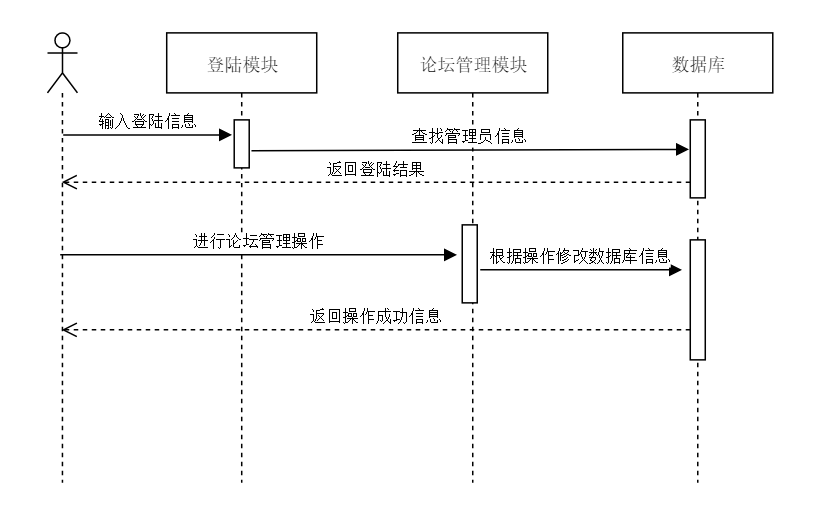 登陆模块
论坛管理模块
数据库
输入登陆信息
查找管理员信息
返回登陆结果
进行论坛管理操作
根据操作修改数据库信息
返回操作成功信息